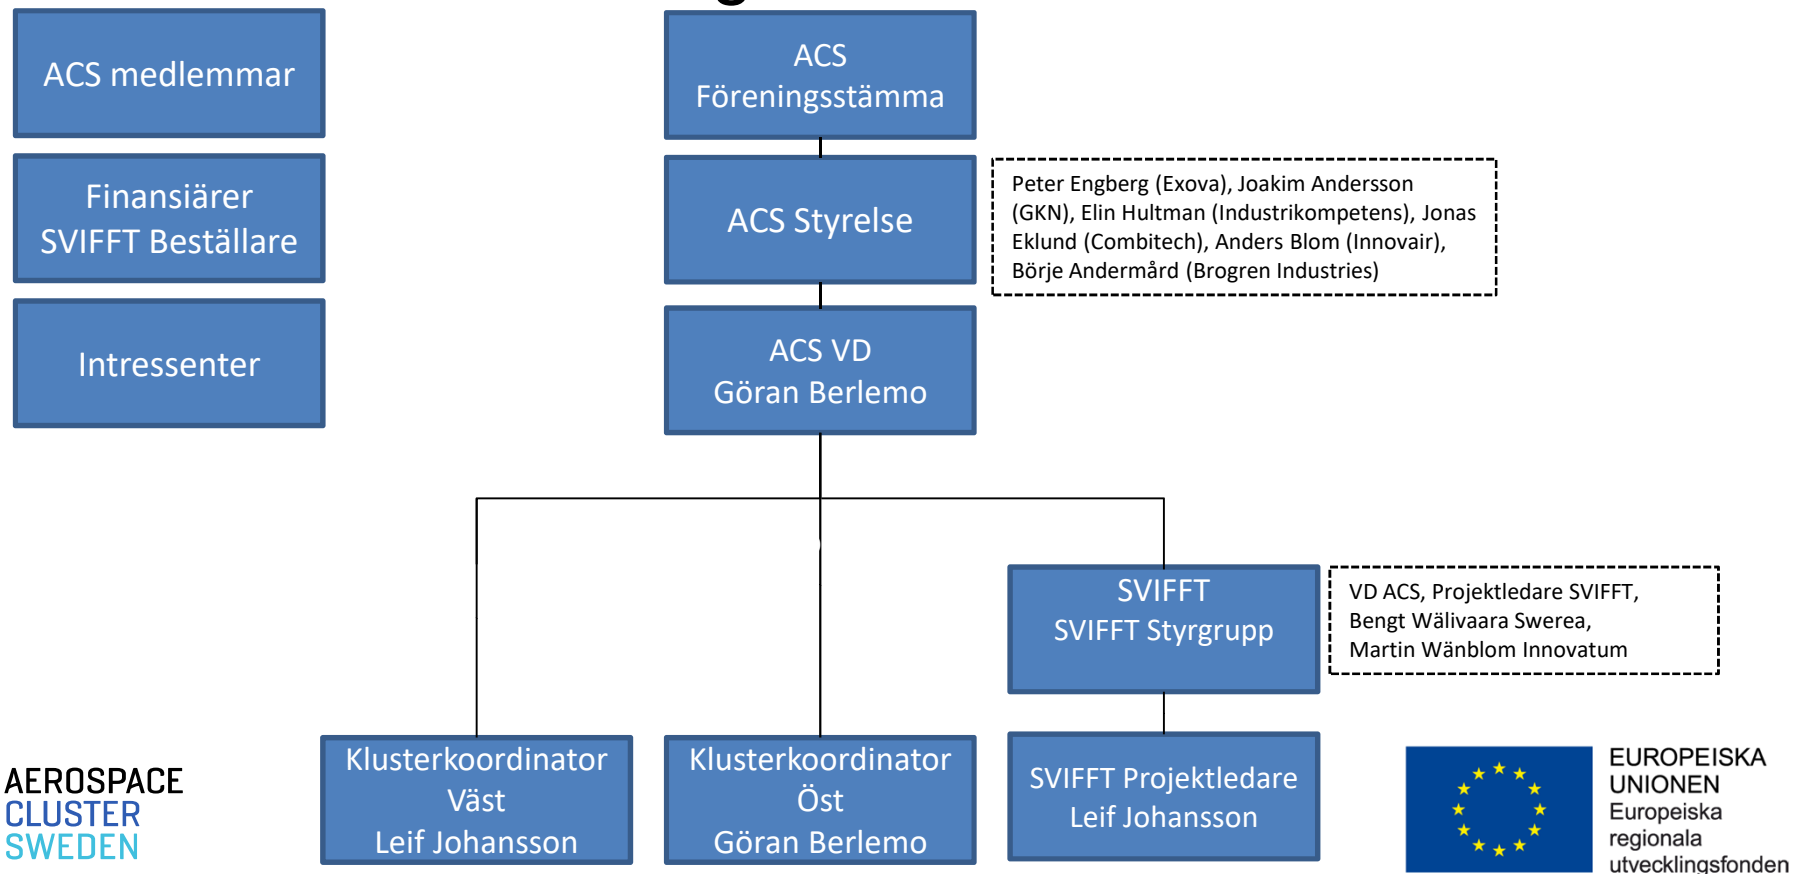 ACS medlemmar
Finansiärer
SVIFFT Beställare
Intressenter
ACS
Föreningsstämma
ACS Styrelse
Peter Engberg (Exova), Joakim Andersson
(GKN), Elin Hultman (Industrikompetens), Jonas
Eklund (Combitech), Anders Blom (Innovair),
Börje Andermård (Brogren Industries)
ACS VD
Göran Berlemo
SVIFFT
SVIFFT Styrgrupp
VD ACS, Projektledare SVIFFT,
Bengt Wälivaara Swerea,
Martin Wänblom Innovatum
Klusterkoordinator
Väst
Leif Johansson
Klusterkoordinator
Öst
Göran Berlemo
SVIFFT Projektledare
Leif Johansson
AEROSPACE
CLUSTER
SWEDEN
EUROPEISKA
UNIONEN
Europeiska
regionala
utvecklingsfonden